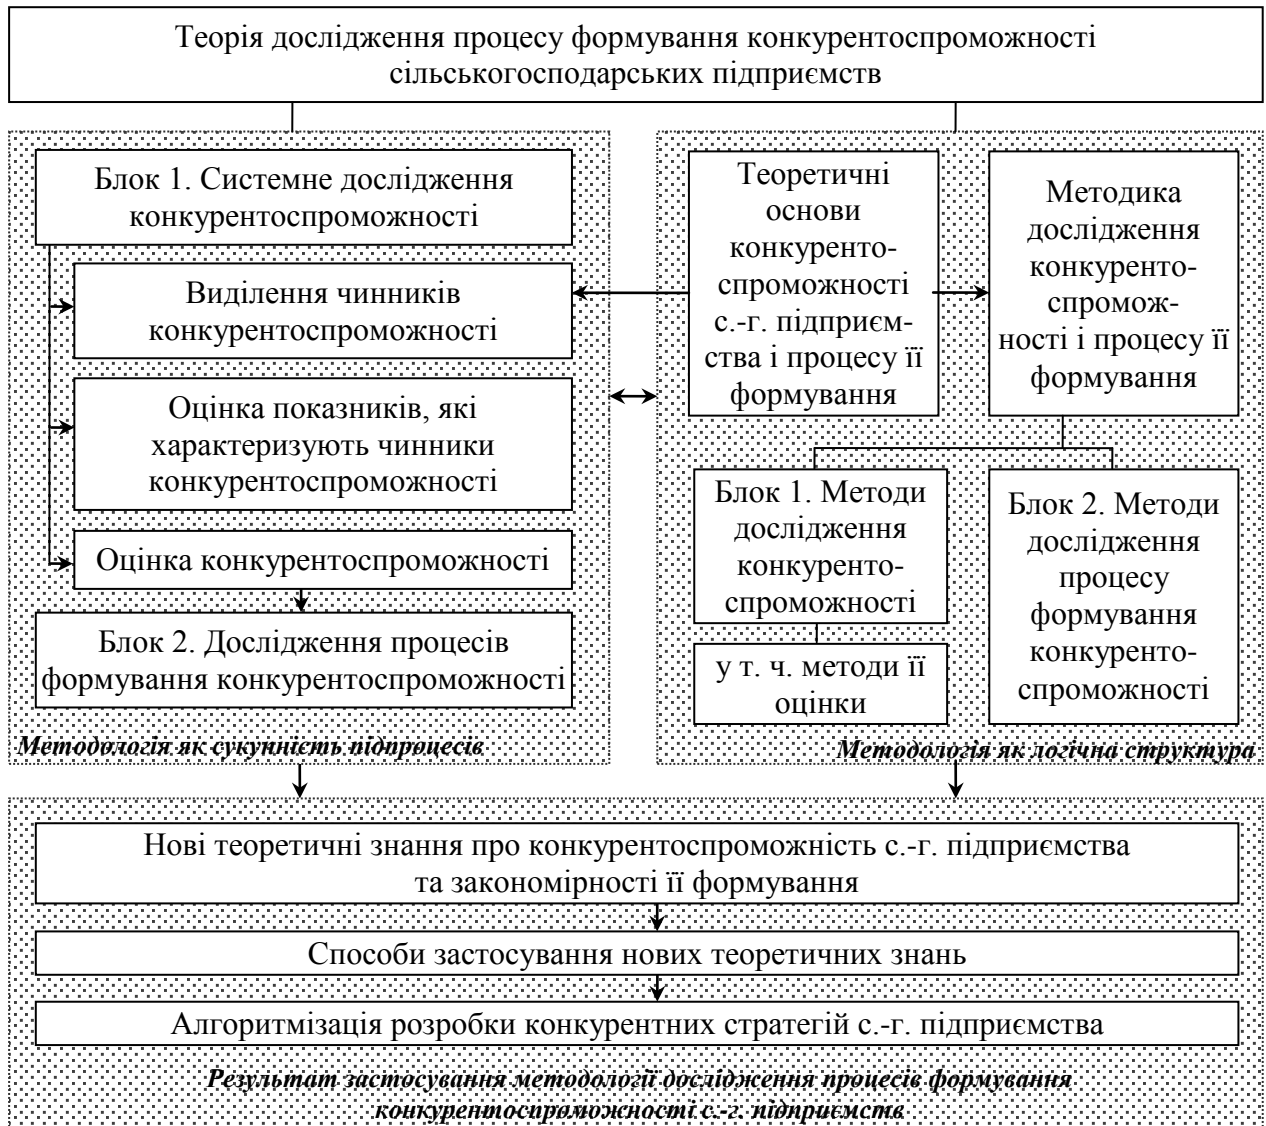 Теорія дослідження процесу формування конкурентоспроможності
сільськогосподарських підприємств
Блок 1. Системне дослідження
конкурентоспроможності
Виділення чинників
конкурентоспроможності
Оцінка показників, які
характеризують чинники
конкурентоспроможності
Оцінка конкурентоспроможності
Блок 2. Дослідження процесів
формування конкурентоспроможності
Методологія як сукупність підпроцесів
Теоретичні
основи
конкуренто-
спроможності
с.-г. підприєм-
ства і процесу її
формування
Методика
дослідження
конкуренто-
спромож-
ності і процесу її
формування
Блок 1. Методи
дослідження
конкуренто-
спроможності
у т. ч. методи її
оцінки
Блок 2. Методи
дослідження
процесу
формування
конкуренто-
спроможності
Методологія як логічна структура
Нові теоретичні знання про конкурентоспроможність с.-г. підприємства
та закономірності її формування
Способи застосування нових теоретичних знань
Алгоритмізація розробки конкурентних стратегій с.-г. підприємства
Результат застосування методології дослідження процесів формування
конкурентоспроможності с.-г. підприємств